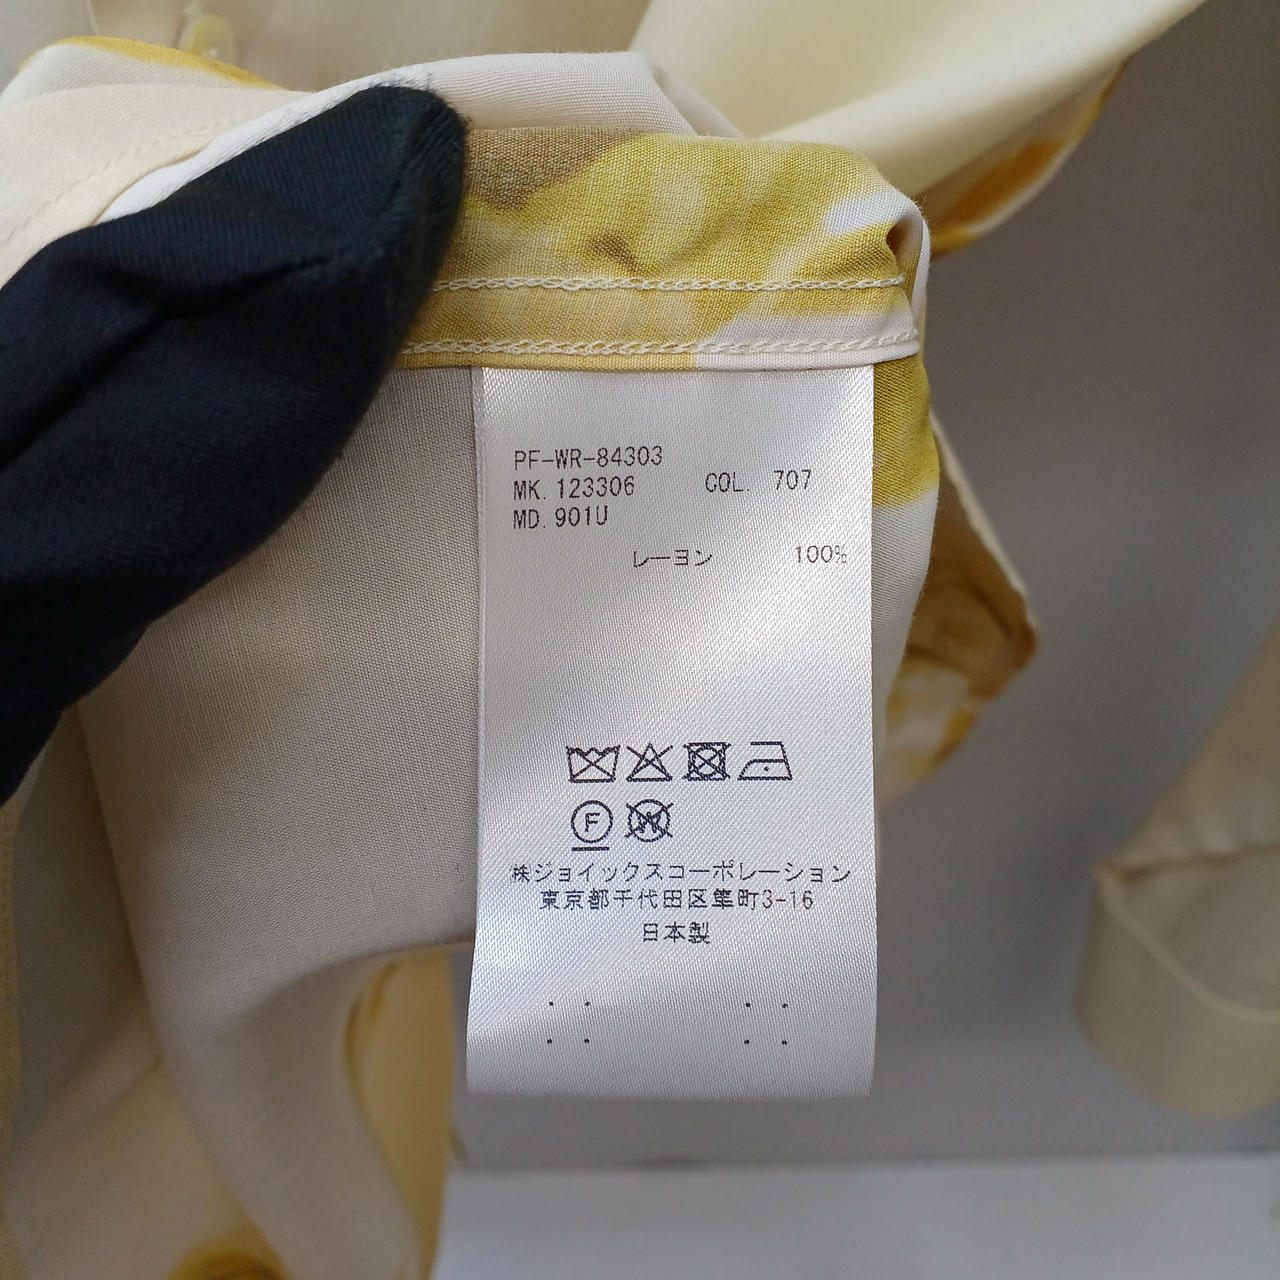 PF-WR-84303
MK. 123306 COL. 707
MD. 901U
レーヨン 100%
F
W
㈱ジョイックスコーポレーション
東京都千代田区隼町3-16
日本製